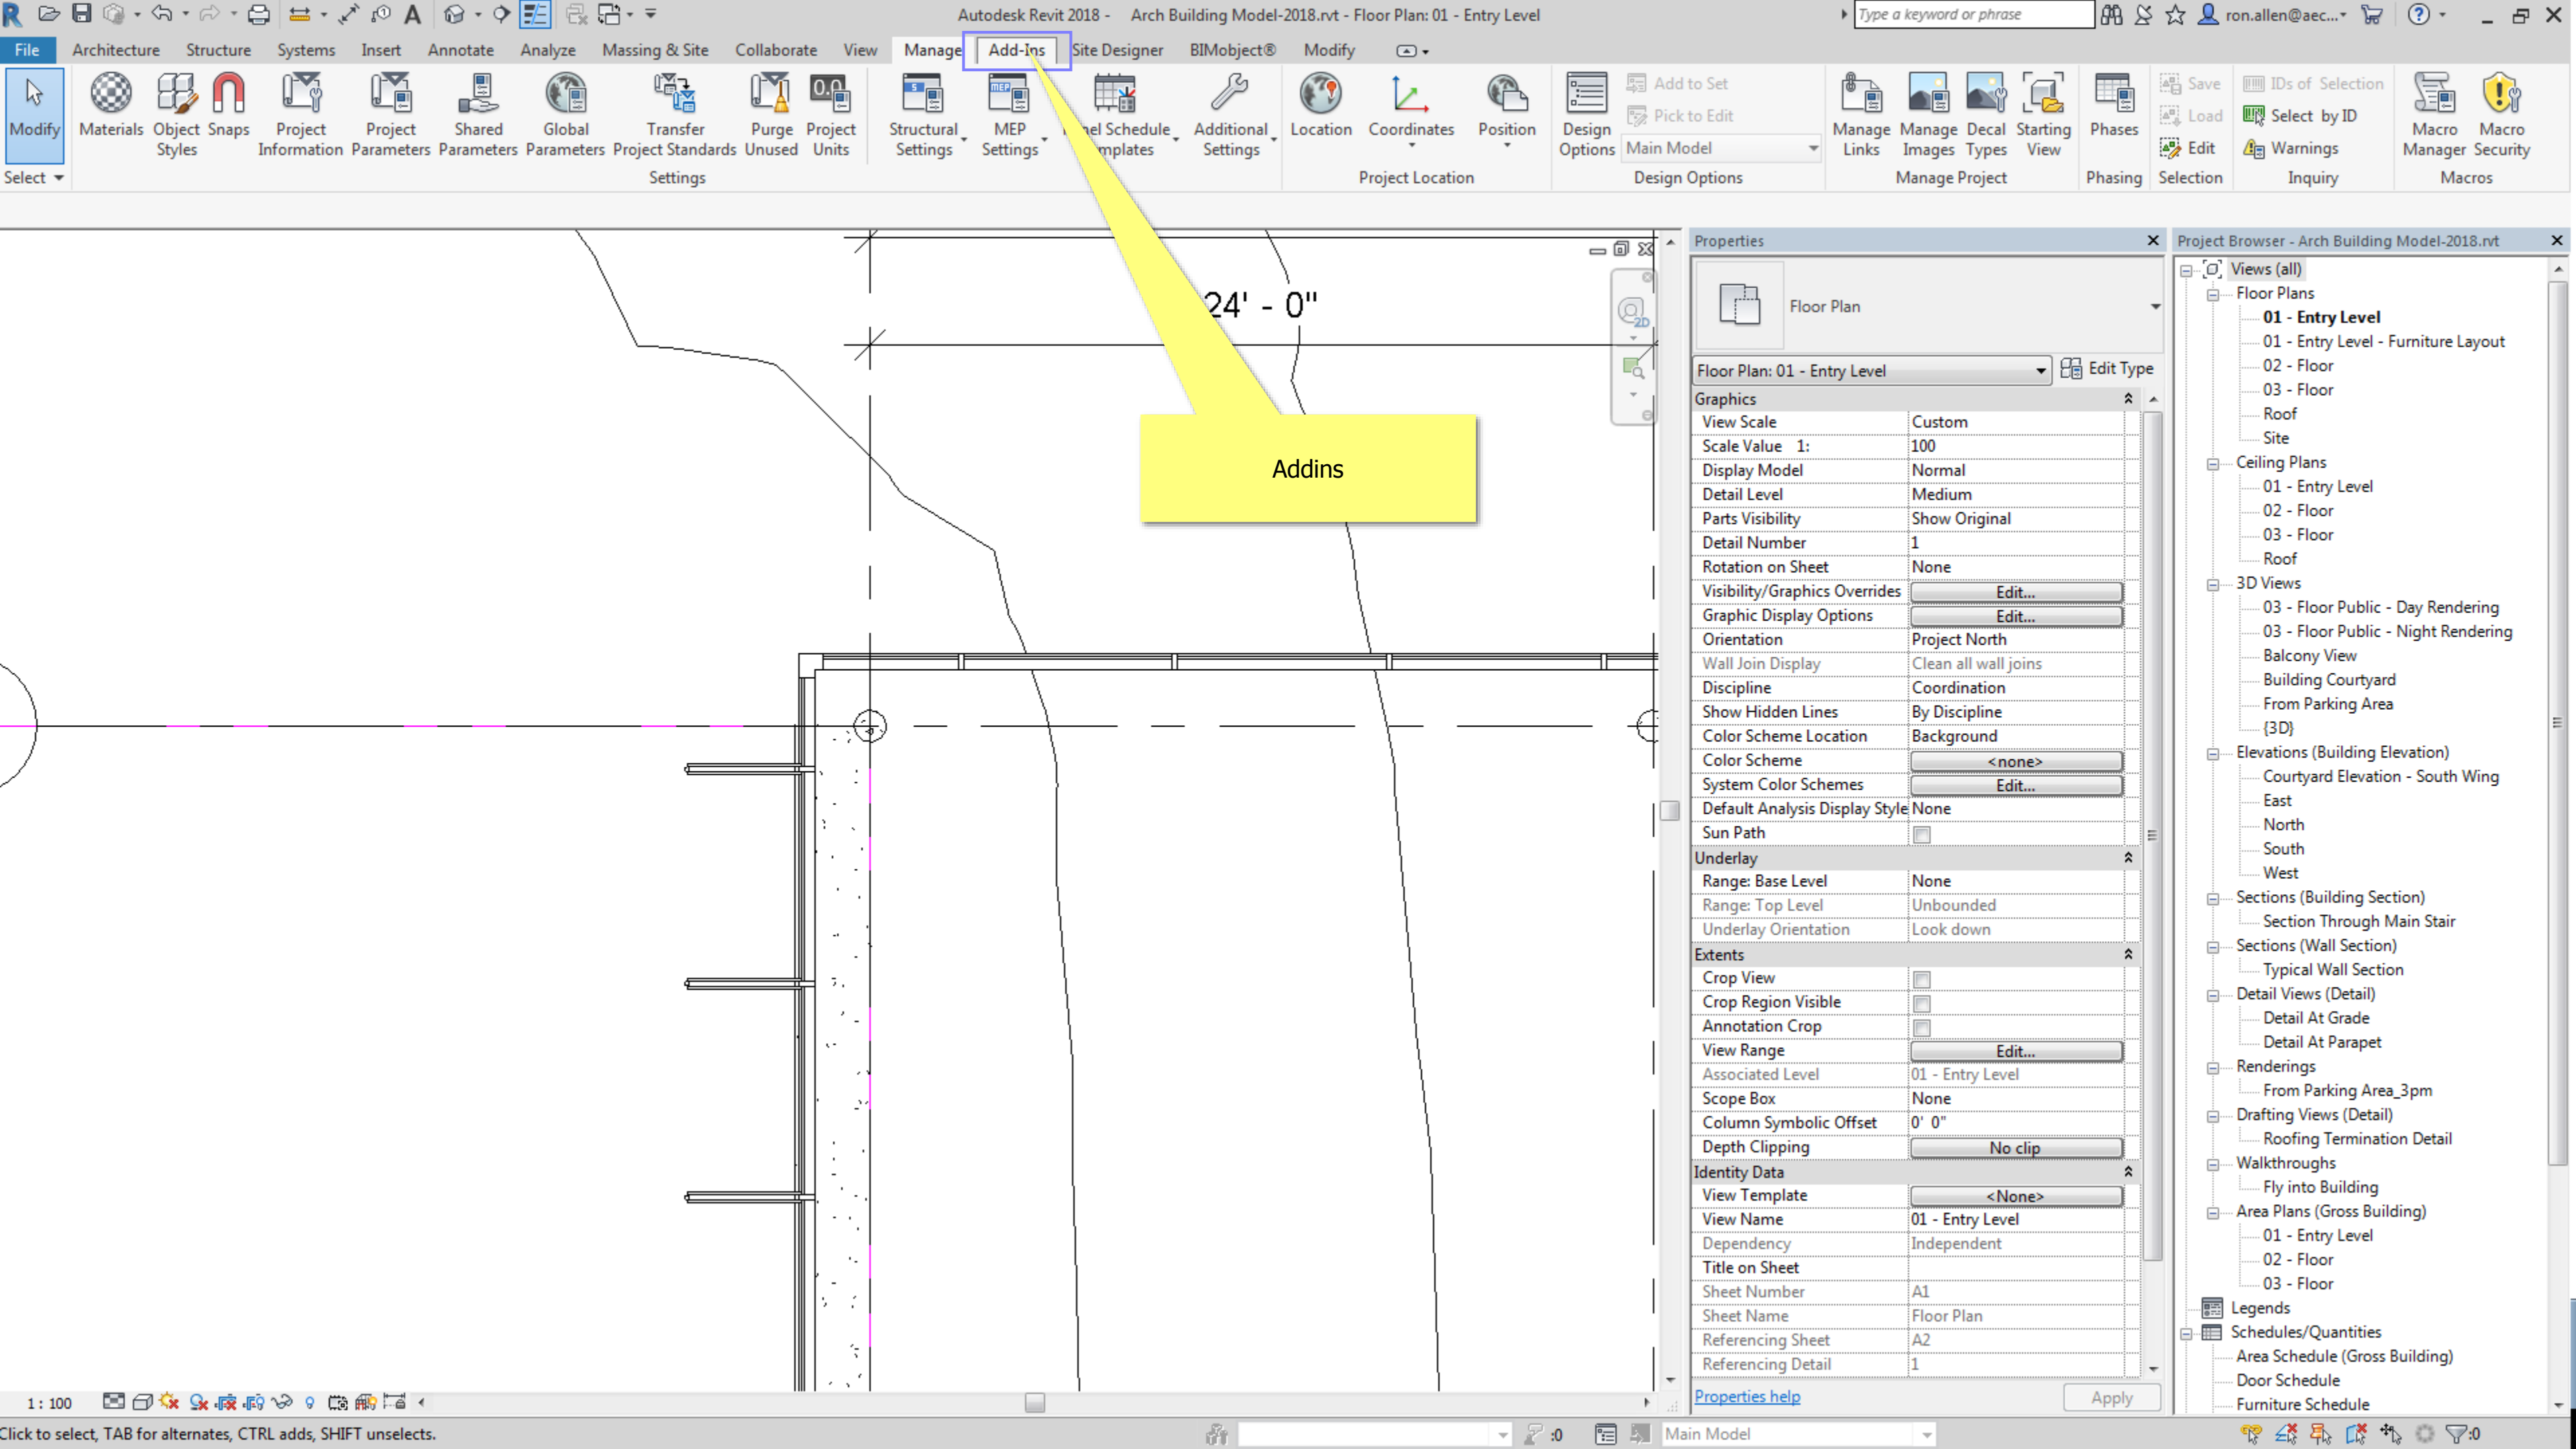 Autodesk Revit 2018 - Arch Building Model-2018.rvt - Floor Plan: 01 - Entry Level
Type a keyword or phrase
ron.allen@aec...
File Architecture Structure Systems Insert Annotate Analyze Massing & Site Collaborate View Manage Add-Ins Site Designer BIMobject® Modify
Modify
Materials
Object Styles
Snaps
Project Information
Project Parameters
Shared Parameters
Global Parameters
Transfer Project Standards
Purge Unused
Project Units
Structural Settings
MEP Settings
Schedule
Additional Settings
Location
Coordinates
Position
Design Options
Add to Set
Pick to Edit
Main Model
Manage Links
Manage Images
Decal Types
Starting View
Phases
Save
Load
Edit
IDs of Selection
Select by ID
Warnings
Macro Manager
Macro Security
Select Settings Project Location Design Options Manage Project Phasing Selection Inquiry Macros
24' - 0"
2D
Addins
Properties
Floor Plan
Floor Plan: 01 - Entry Level
Edit Type
Graphics
View Scale Custom
Scale Value 1: 100
Display Model Normal
Detail Level Medium
Parts Visibility Show Original
Detail Number 1
Rotation on Sheet None
Visibility/Graphics Overrides Edit...
Graphic Display Options Edit...
Orientation Project North
Wall Join Display Clean all wall joins
Discipline Coordination
Show Hidden Lines By Discipline
Color Scheme Location Background
Color Scheme <none>
System Color Schemes Edit...
Default Analysis Display Style None
Sun Path
Underlay
Range: Base Level None
Range: Top Level Unbounded
Underlay Orientation Look down
Extents
Crop View
Crop Region Visible
Annotation Crop
View Range Edit...
Associated Level 01 - Entry Level
Scope Box None
Column Symbolic Offset 0' 0"
Depth Clipping No clip
Identity Data
View Template <None>
View Name 01 - Entry Level
Dependency Independent
Title on Sheet
Sheet Number A1
Sheet Name Floor Plan
Referencing Sheet A2
Referencing Detail 1
Properties help
Apply
Project Browser - Arch Building Model-2018.rvt
Views (all)
Floor Plans
01 - Entry Level
01 - Entry Level - Furniture Layout
02 - Floor
03 - Floor
Roof
Site
Ceiling Plans
01 - Entry Level
02 - Floor
03 - Floor
Roof
3D Views
03 - Floor Public - Day Rendering
03 - Floor Public - Night Rendering
Balcony View
Building Courtyard
From Parking Area
{3D}
Elevations (Building Elevation)
Courtyard Elevation - South Wing
East
North
South
West
Sections (Building Section)
Section Through Main Stair
Sections (Wall Section)
Typical Wall Section
Detail Views (Detail)
Detail At Grade
Detail At Parapet
Renderings
From Parking Area_3pm
Drafting Views (Detail)
Roofing Termination Detail
Walkthroughs
Fly into Building
Area Plans (Gross Building)
01 - Entry Level
02 - Floor
03 - Floor
Legends
Schedules/Quantities
Area Schedule (Gross Building)
Door Schedule
Furniture Schedule
1 : 100
Click to select, TAB for alternates, CTRL adds, SHIFT unselects.
:0
Main Model
:0